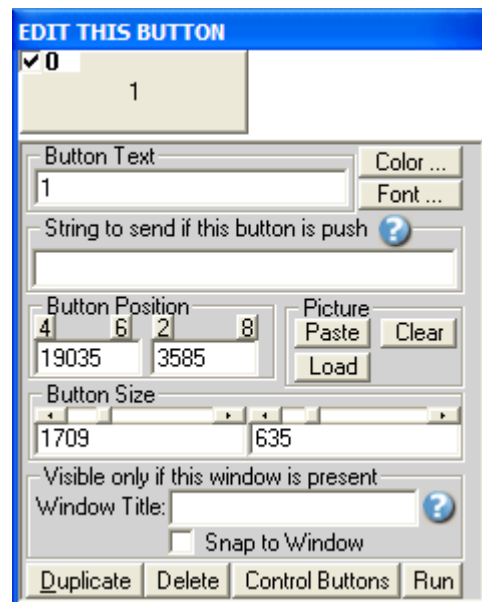 EDIT THIS BUTTON
0
1
Button Text
Color ...
1
Font ...
String to send if this button is push ?
Button Position
Picture
4 6 2 8
Paste Clear
19035 3585
Load
Button Size
1709 635
Visible only if this window is present
Window Title: ?
Snap to Window
Duplicate Delete Control Buttons Run